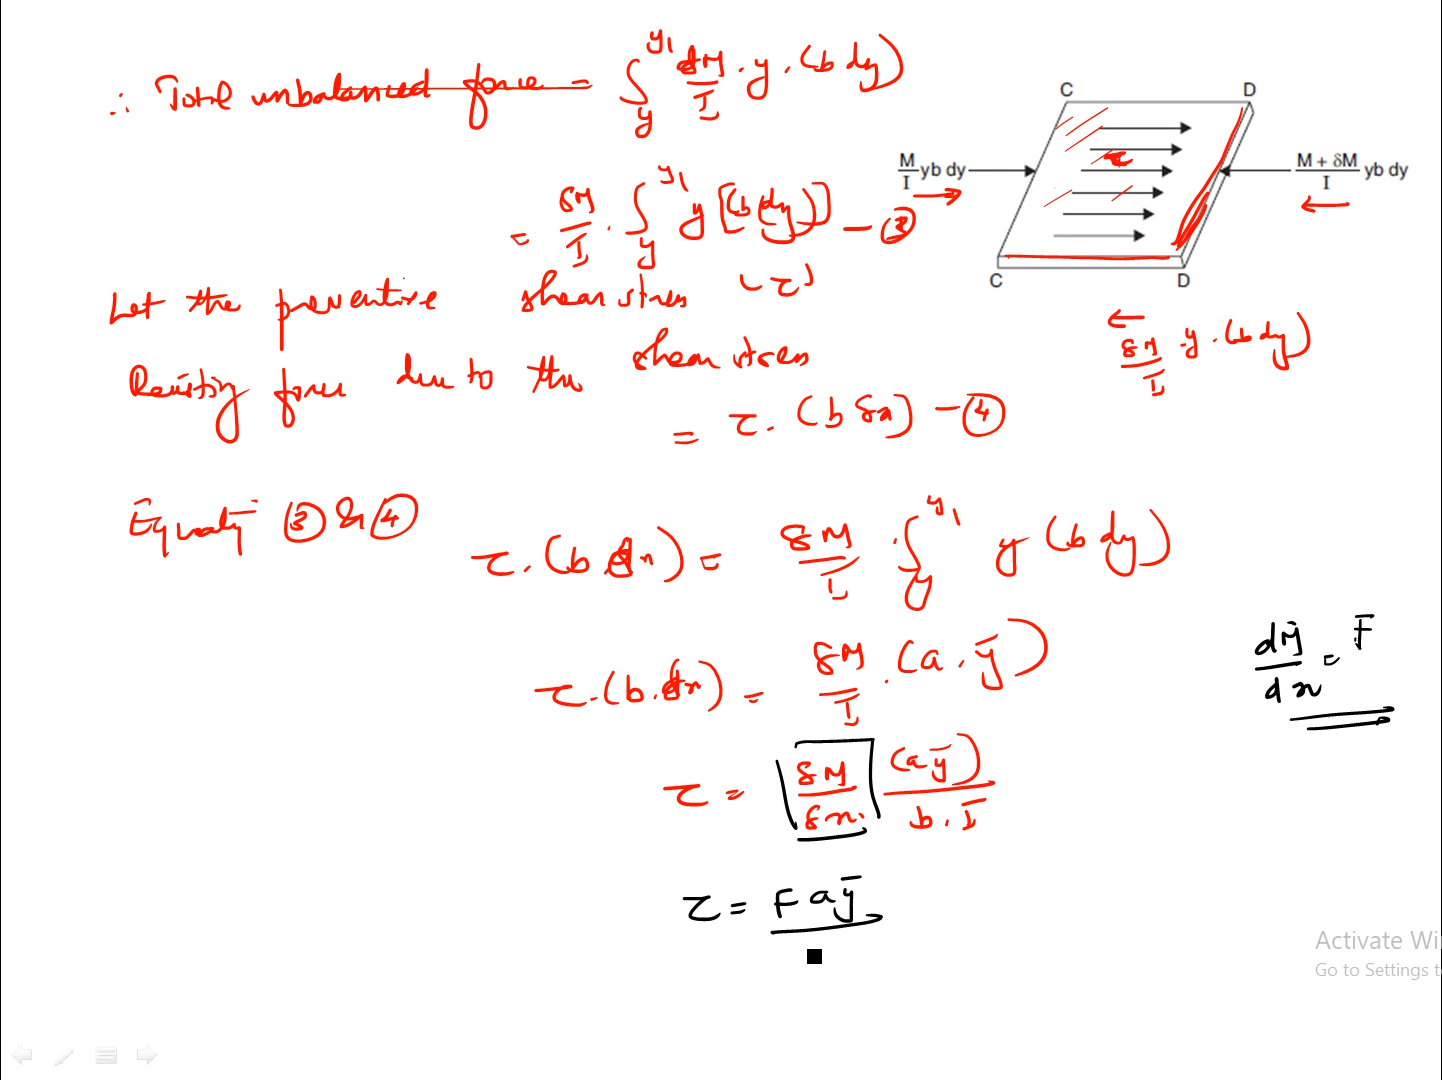 ∴ Total unbalanced force = ∫_y^y₁ δM/I · y · (b dy)
= δM/I · ∫_y^y₁ y [(b dy)] — ③
Let the preventive shear stress 'τ'
Resisting force due to the shear stress
= τ · (b δx) — ④
Equating ③ & ④
τ · (b δx) = δM/I · ∫_y^y₁ y (b dy)
τ · (b · δx) = δM/I · (a · ȳ)
τ = δM/δx (aȳ)/b · I
τ = F aȳ
dM/dx = F
C D
M/I yb dy
τ
M + δM/I yb dy
C D
← δM/I · y · (b dy)
Activate Wi
Go to Settings t